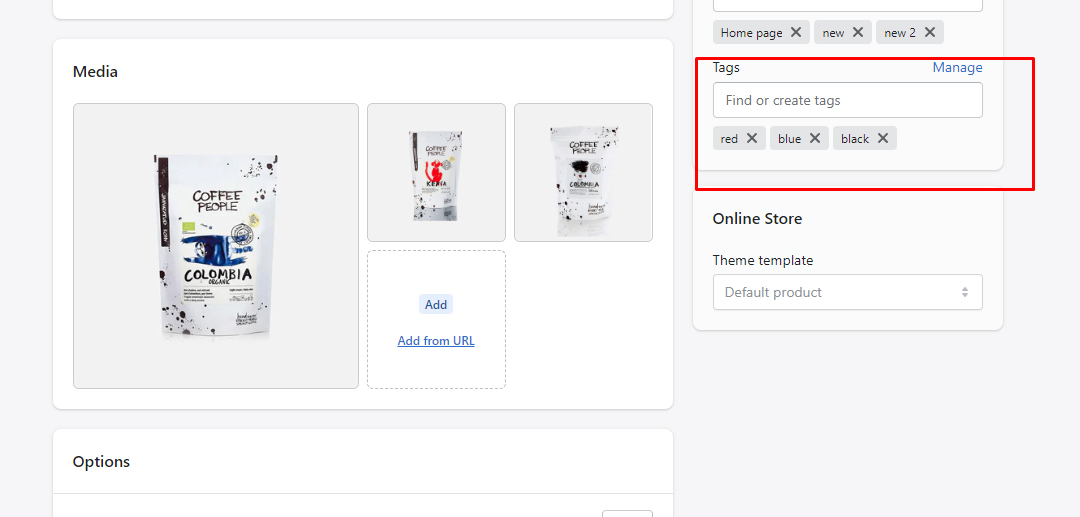 Home page
new
new 2
Tags
Manage
Find or create tags
red
blue
black
Media
COFFEE
PEOPLE
COLOMBIA
ORGANIC
COFFEE
PEOPLE
KENIA
COFFEE
PEOPLE
COLOMBIA
Add
Add from URL
Online Store
Theme template
Default product
Options